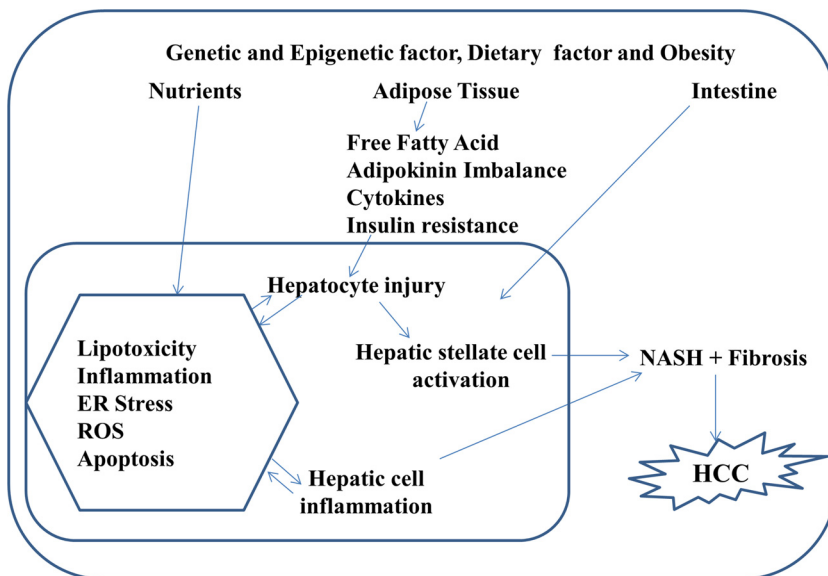 Genetic and Epigenetic factor, Dietary factor and Obesity
Nutrients
Adipose Tissue
Intestine
Free Fatty Acid
Adipokinin Imbalance
Cytokines
Insulin resistance
Hepatocyte injury
Lipotoxicity
Inflammation
ER Stress
ROS
Apoptosis
Hepatic stellate cell
activation
NASH + Fibrosis
Hepatic cell
inflammation
HCC